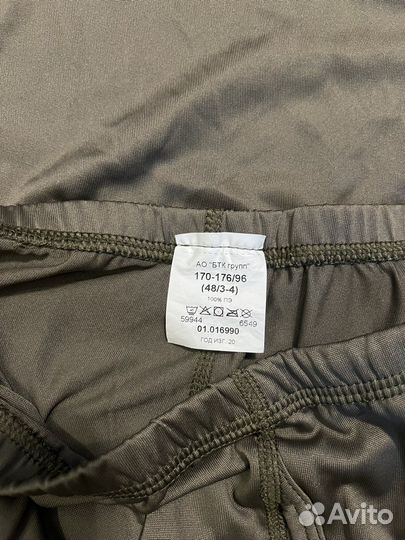 АО "БТК групп"
170-176/96
(48/3-4)
100% ПЭ
59944 6549
01.016990
ГОД ИЗГ. 20
Avito